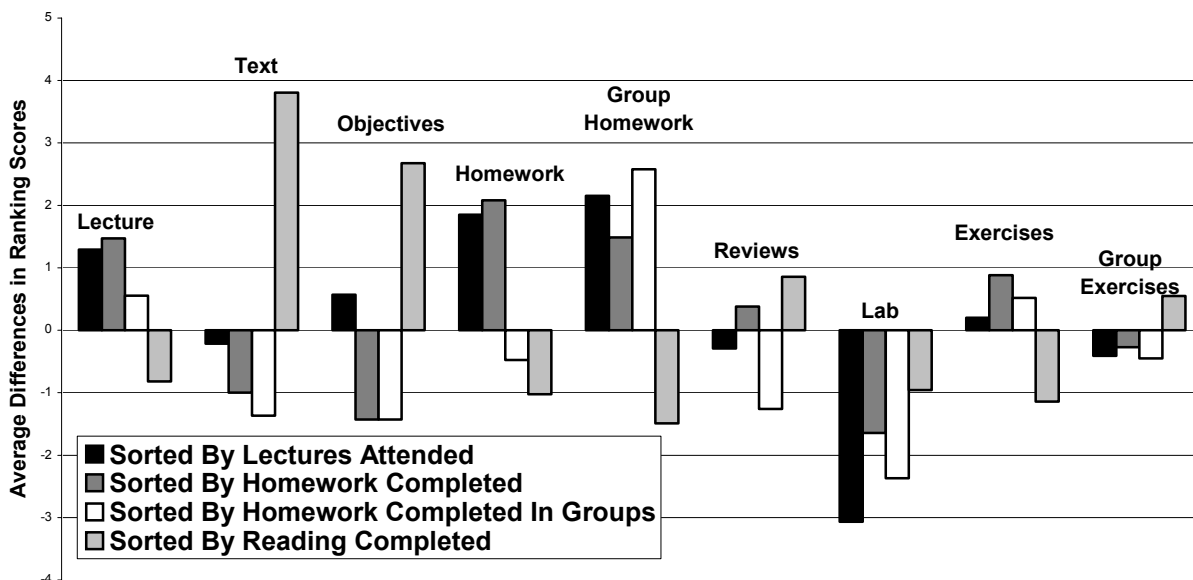 5
4
3
2
1
0
-1
-2
-3
-4
Average Differences in Ranking Scores
Lecture
Text
Objectives
Homework
Group
Homework
Reviews
Lab
Exercises
Group
Exercises
Sorted By Lectures Attended
Sorted By Homework Completed
Sorted By Homework Completed In Groups
Sorted By Reading Completed